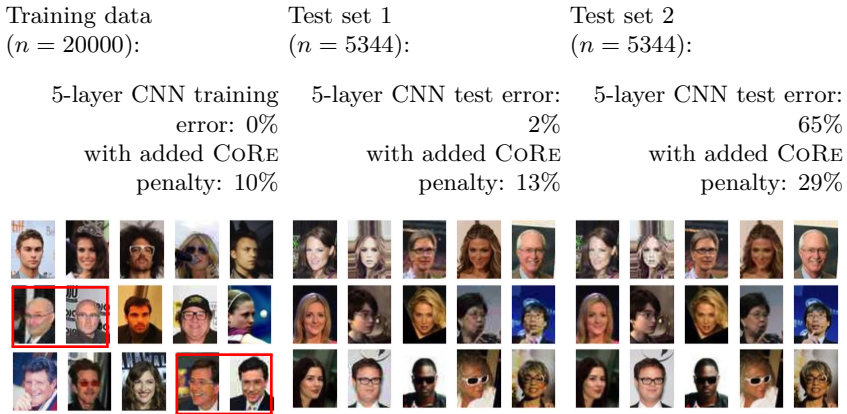 Training data
(n = 20000):
5-layer CNN training
error: 0%
with added CoRe
penalty: 10%
Test set 1
(n = 5344):
5-layer CNN test error:
2%
with added CoRe
penalty: 13%
Test set 2
(n = 5344):
5-layer CNN test error:
65%
with added CoRe
penalty: 29%